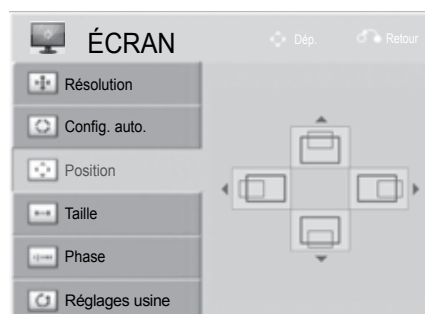 ÉCRAN
Dép.
Retour
Résolution
Config. auto.
Position
Taille
Phase
Réglages usine